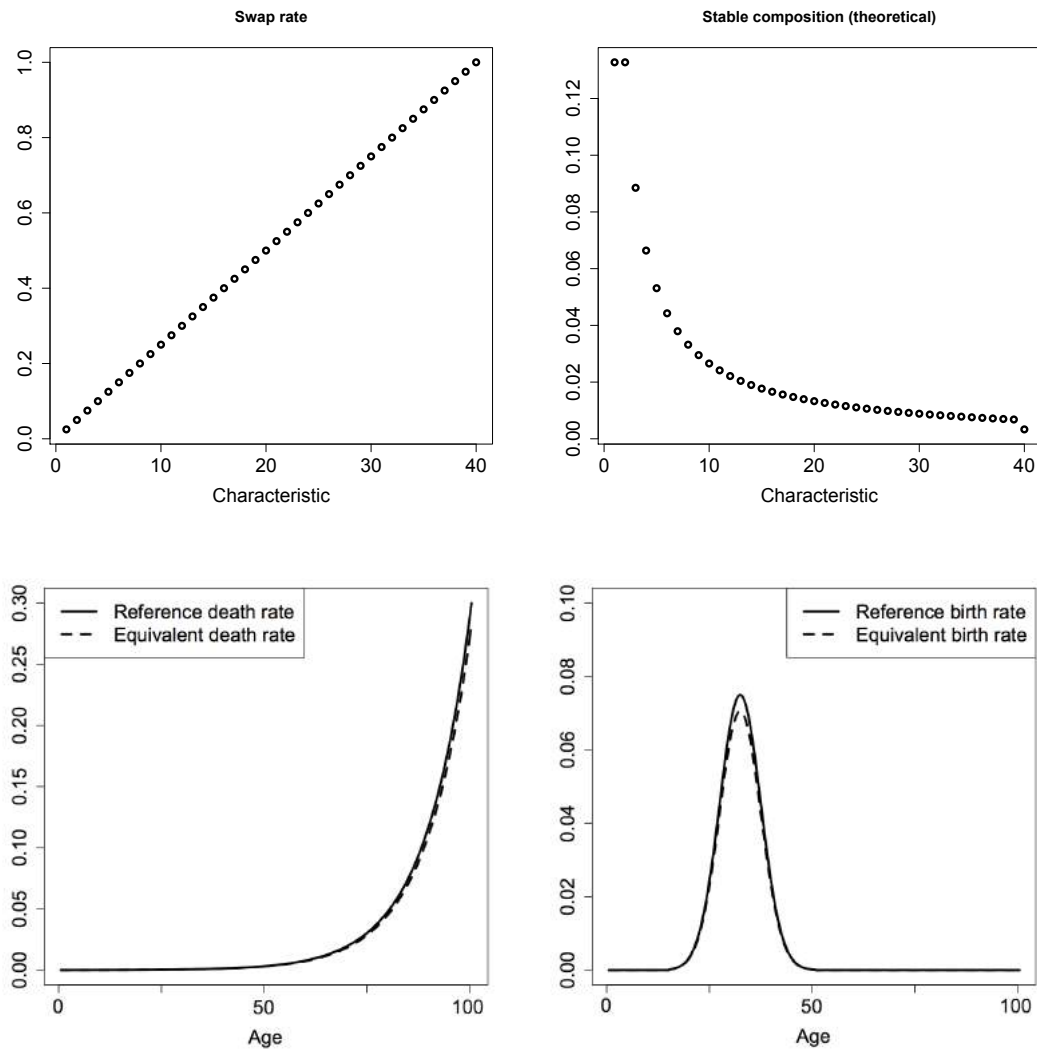 Swap rate
1.0
0.8
0.6
0.4
0.2
0.0
0 10 20 30 40
Characteristic
Stable composition (theoretical)
0.12
0.10
0.08
0.06
0.04
0.02
0.00
0 10 20 30 40
Characteristic
Reference death rate
Equivalent death rate
0.30
0.25
0.20
0.15
0.10
0.05
0.00
0 50 100
Age
Reference birth rate
Equivalent birth rate
0.10
0.08
0.06
0.04
0.02
0.00
0 50 100
Age